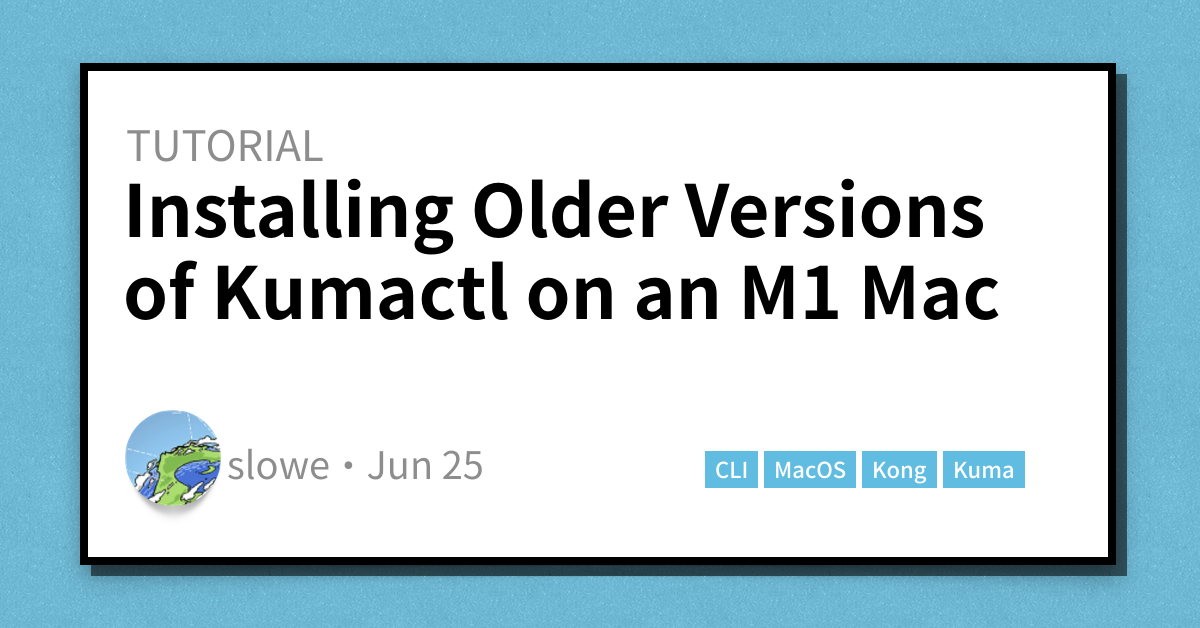 TUTORIAL
Installing Older Versions
of Kumactl on an M1 Mac
slowe • Jun 25
CLI MacOS Kong Kuma